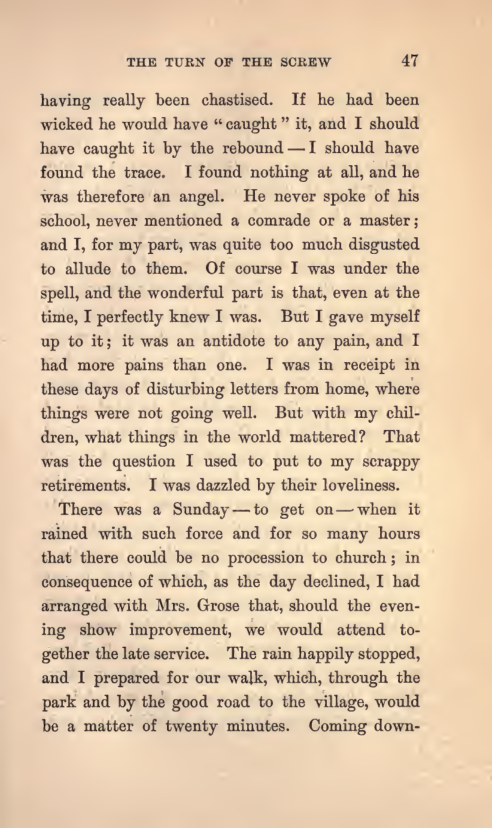 THE TURN OF THE SCREW 47
having really been chastised. If he had been
wicked he would have “caught” it, and I should
have caught it by the rebound — I should have
found the trace. I found nothing at all, and he
was therefore an angel. He never spoke of his
school, never mentioned a comrade or a master;
and I, for my part, was quite too much disgusted
to allude to them. Of course I was under the
spell, and the wonderful part is that, even at the
time, I perfectly knew I was. But I gave myself
up to it; it was an antidote to any pain, and I
had more pains than one. I was in receipt in
these days of disturbing letters from home, where
things were not going well. But with my chil-
dren, what things in the world mattered? That
was the question I used to put to my scrappy
retirements. I was dazzled by their loveliness.
There was a Sunday — to get on — when it
rained with such force and for so many hours
that there could be no procession to church; in
consequence of which, as the day declined, I had
arranged with Mrs. Grose that, should the even-
ing show improvement, we would attend to-
gether the late service. The rain happily stopped,
and I prepared for our walk, which, through the
park and by the good road to the village, would
be a matter of twenty minutes. Coming down-